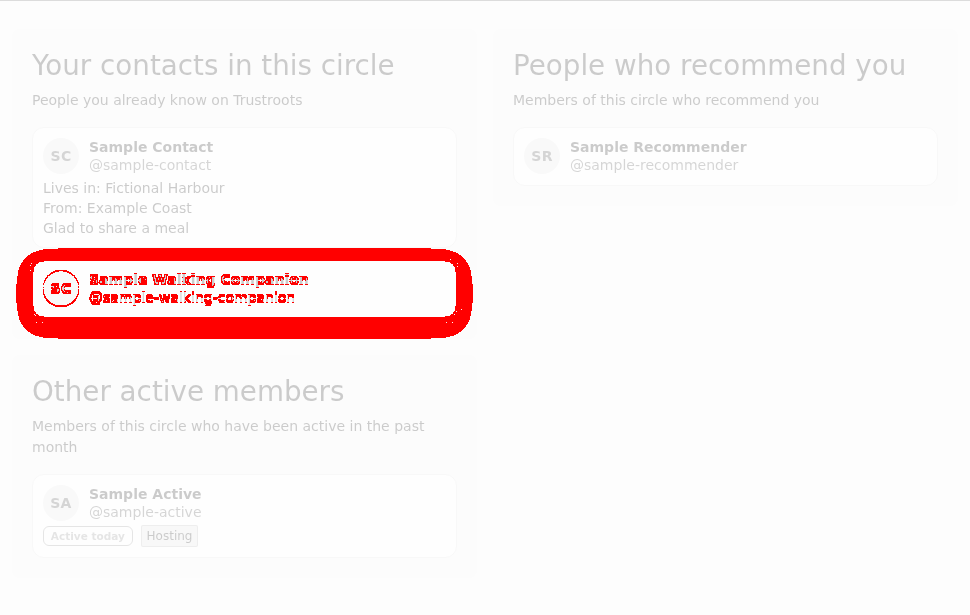 Your contacts in this circle
People you already know on Trustroots
SC
Sample Contact
@sample-contact
Lives in: Fictional Harbour
From: Example Coast
Glad to share a meal
SC
Sample Walking Companion
@sample-walking-companion
Other active members
Members of this circle who have been active in the past
month
SA
Sample Active
@sample-active
Active today
Hosting
People who recommend you
Members of this circle who recommend you
SR
Sample Recommender
@sample-recommender